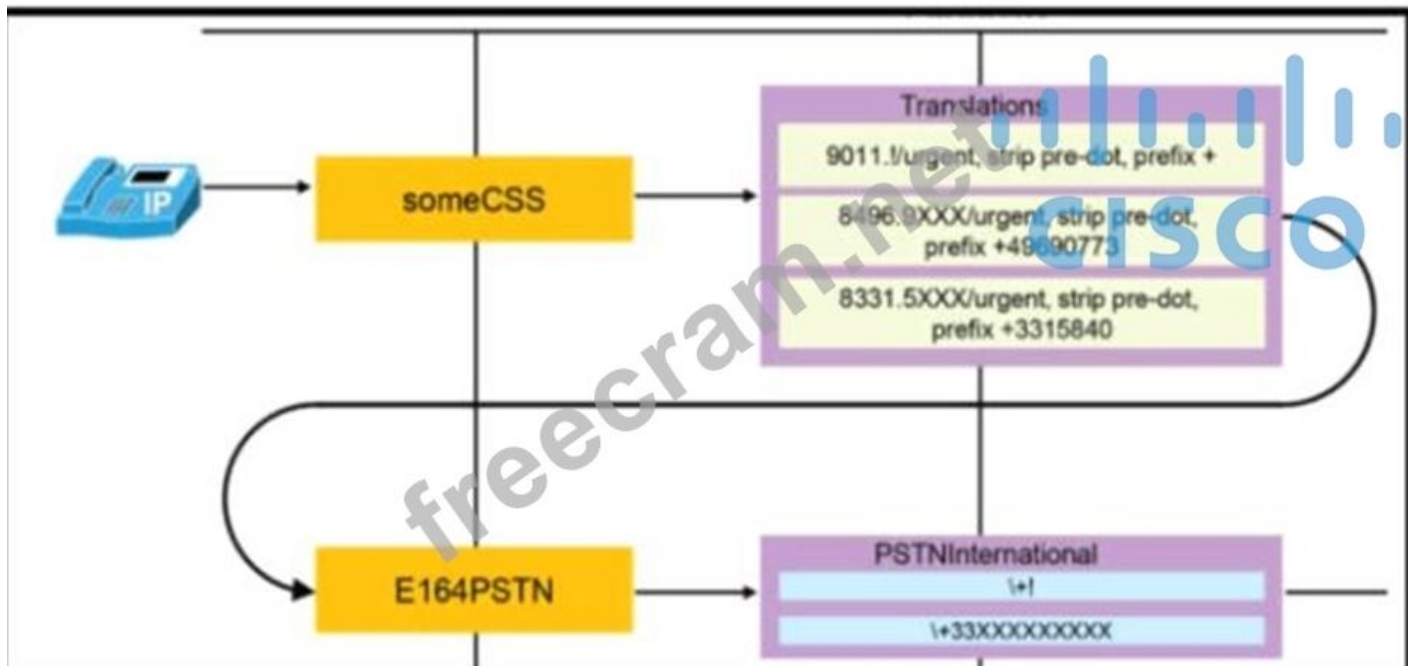 Translations
9011.!/urgent, strip pre-dot, prefix +
IP
someCSS
8496.9XXX/urgent, strip pre-dot,
prefix +49690773
CISCO
8331.5XXX/urgent, strip pre-dot,
prefix +3315840
freecram.net
E164PSTN
PSTNInternational
\+!
\+33XXXXXXXXX